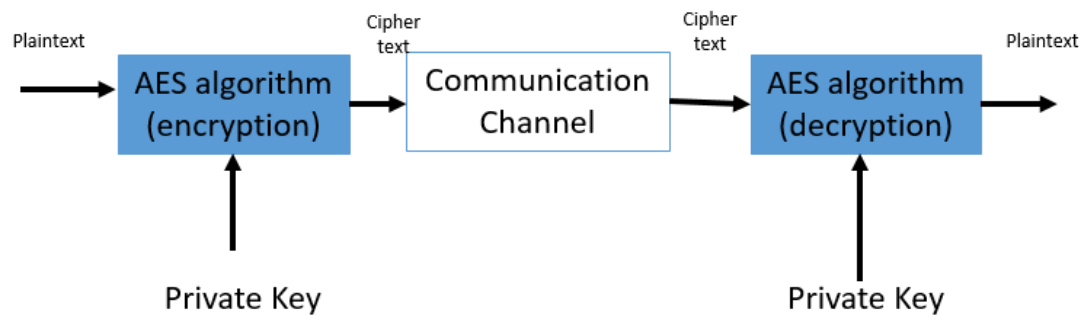 Plaintext
AES algorithm
(encryption)
Private Key
Cipher
text
Communication
Channel
Cipher
text
AES algorithm
(decryption)
Private Key
Plaintext